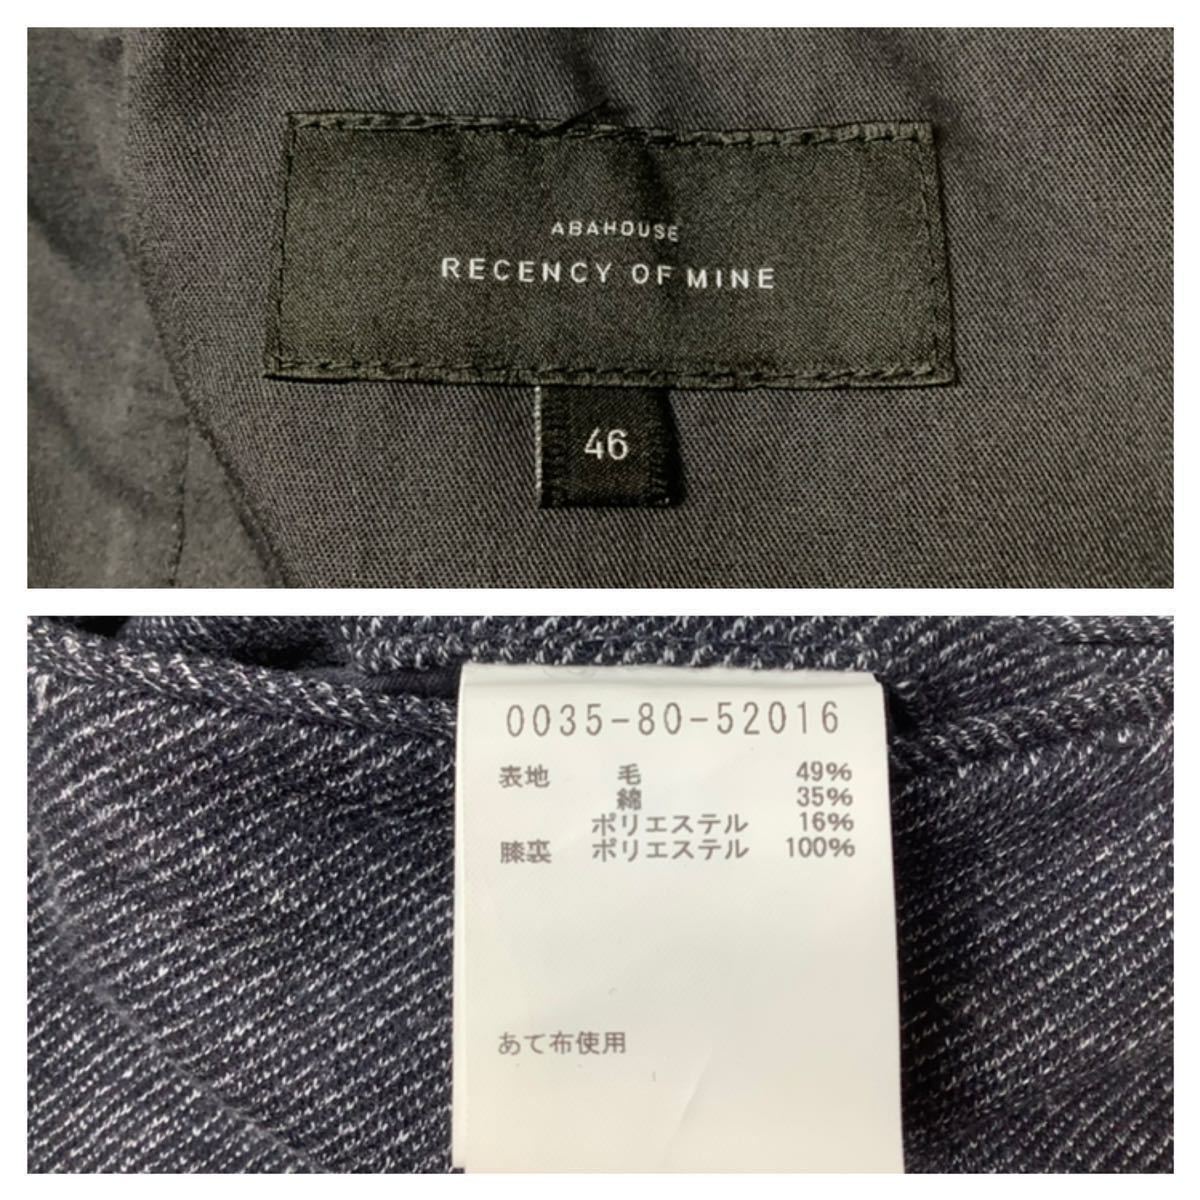 ABAHOUSE
RECENCY OF MINE
46
0035-80-52016
表地 毛 49%
綿 35%
ポリエステル 16%
膝裏 ポリエステル 100%
あて布使用